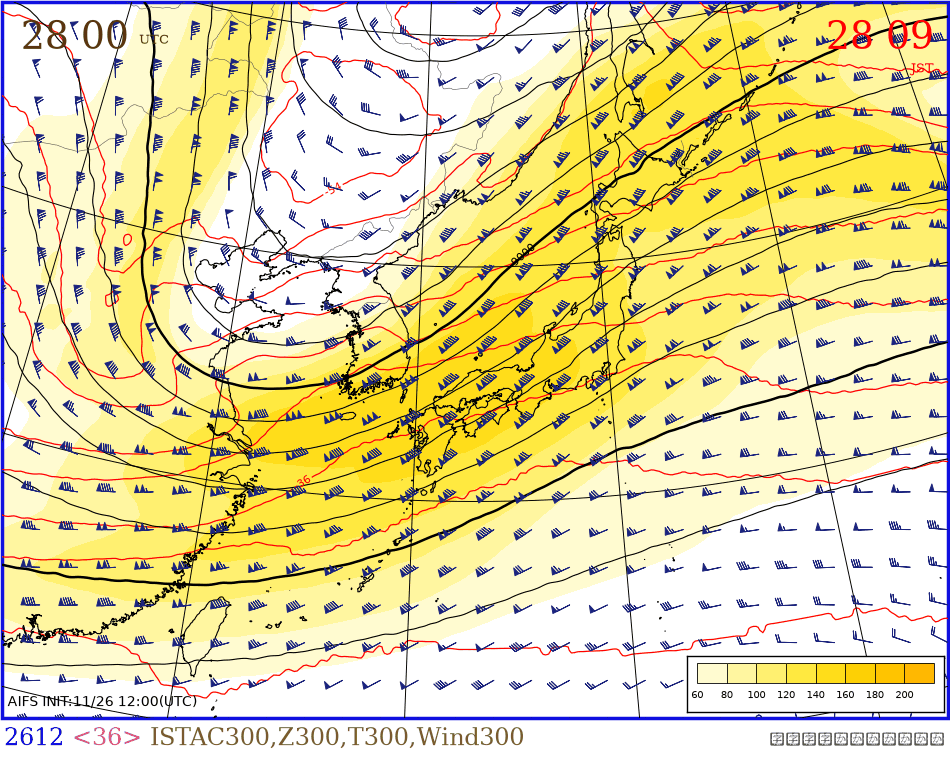 28 00 UTC
28 09
JST
-54
9000
-36
AIFS INIT:11/26 12:00(UTC)
60 80 100 120 140 160 180 200
2612 <36> ISTAC300,Z300,T300,Wind300